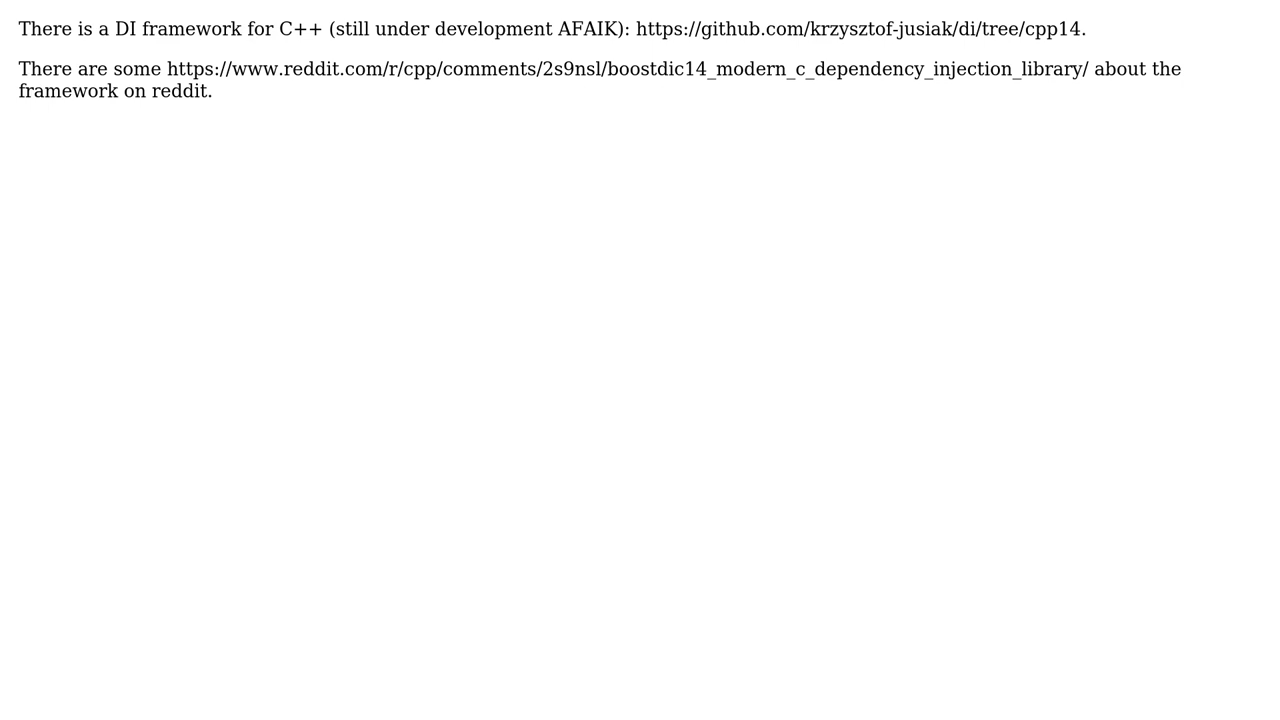 There is a DI framework for C++ (still under development AFAIK): https://github.com/krzysztof-jusiak/di/tree/cpp14.
There are some https://www.reddit.com/r/cpp/comments/2s9nsl/boostdic14_modern_c_dependency_injection_library/ about the
framework on reddit.